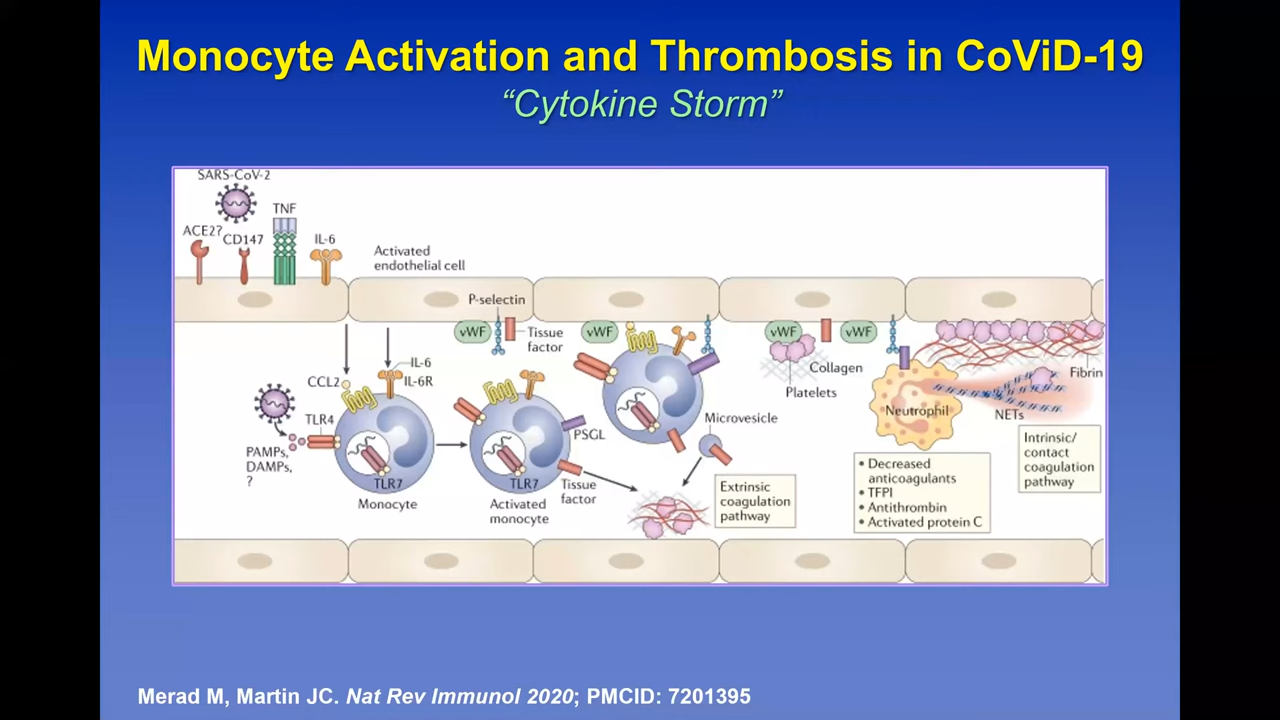 Monocyte Activation and Thrombosis in CoViD-19
“Cytokine Storm”
SARS-CoV-2
TNF
ACE2?
CD147
IL-6
Activated
endothelial cell
P-selectin
vWF
Tissue
factor
vWF
vWF
vWF
Collagen
Platelets
Fibrin
IL-6
IL-6R
CCL2
TLR4
PAMPs,
DAMPs,
?
TLR7
Monocyte
PSGL
TLR7
Tissue
factor
Activated
monocyte
Microvesicle
Extrinsic
coagulation
pathway
Neutrophil
NETs
Intrinsic/
contact
coagulation
pathway
• Decreased
anticoagulants
• TFPI
• Antithrombin
• Activated protein C
Merad M, Martin JC. Nat Rev Immunol 2020; PMCID: 7201395